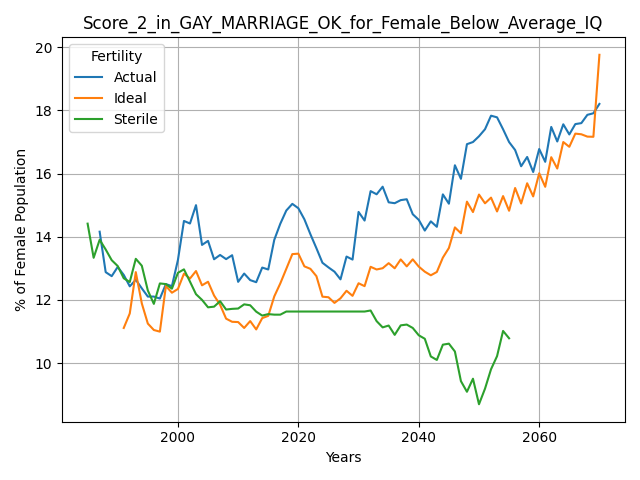 Score_2_in_GAY_MARRIAGE_OK_for_Female_Below_Average_IQ
Fertility
Actual
Ideal
Sterile
% of Female Population
20
18
16
14
12
10
2000 2020 2040 2060
Years